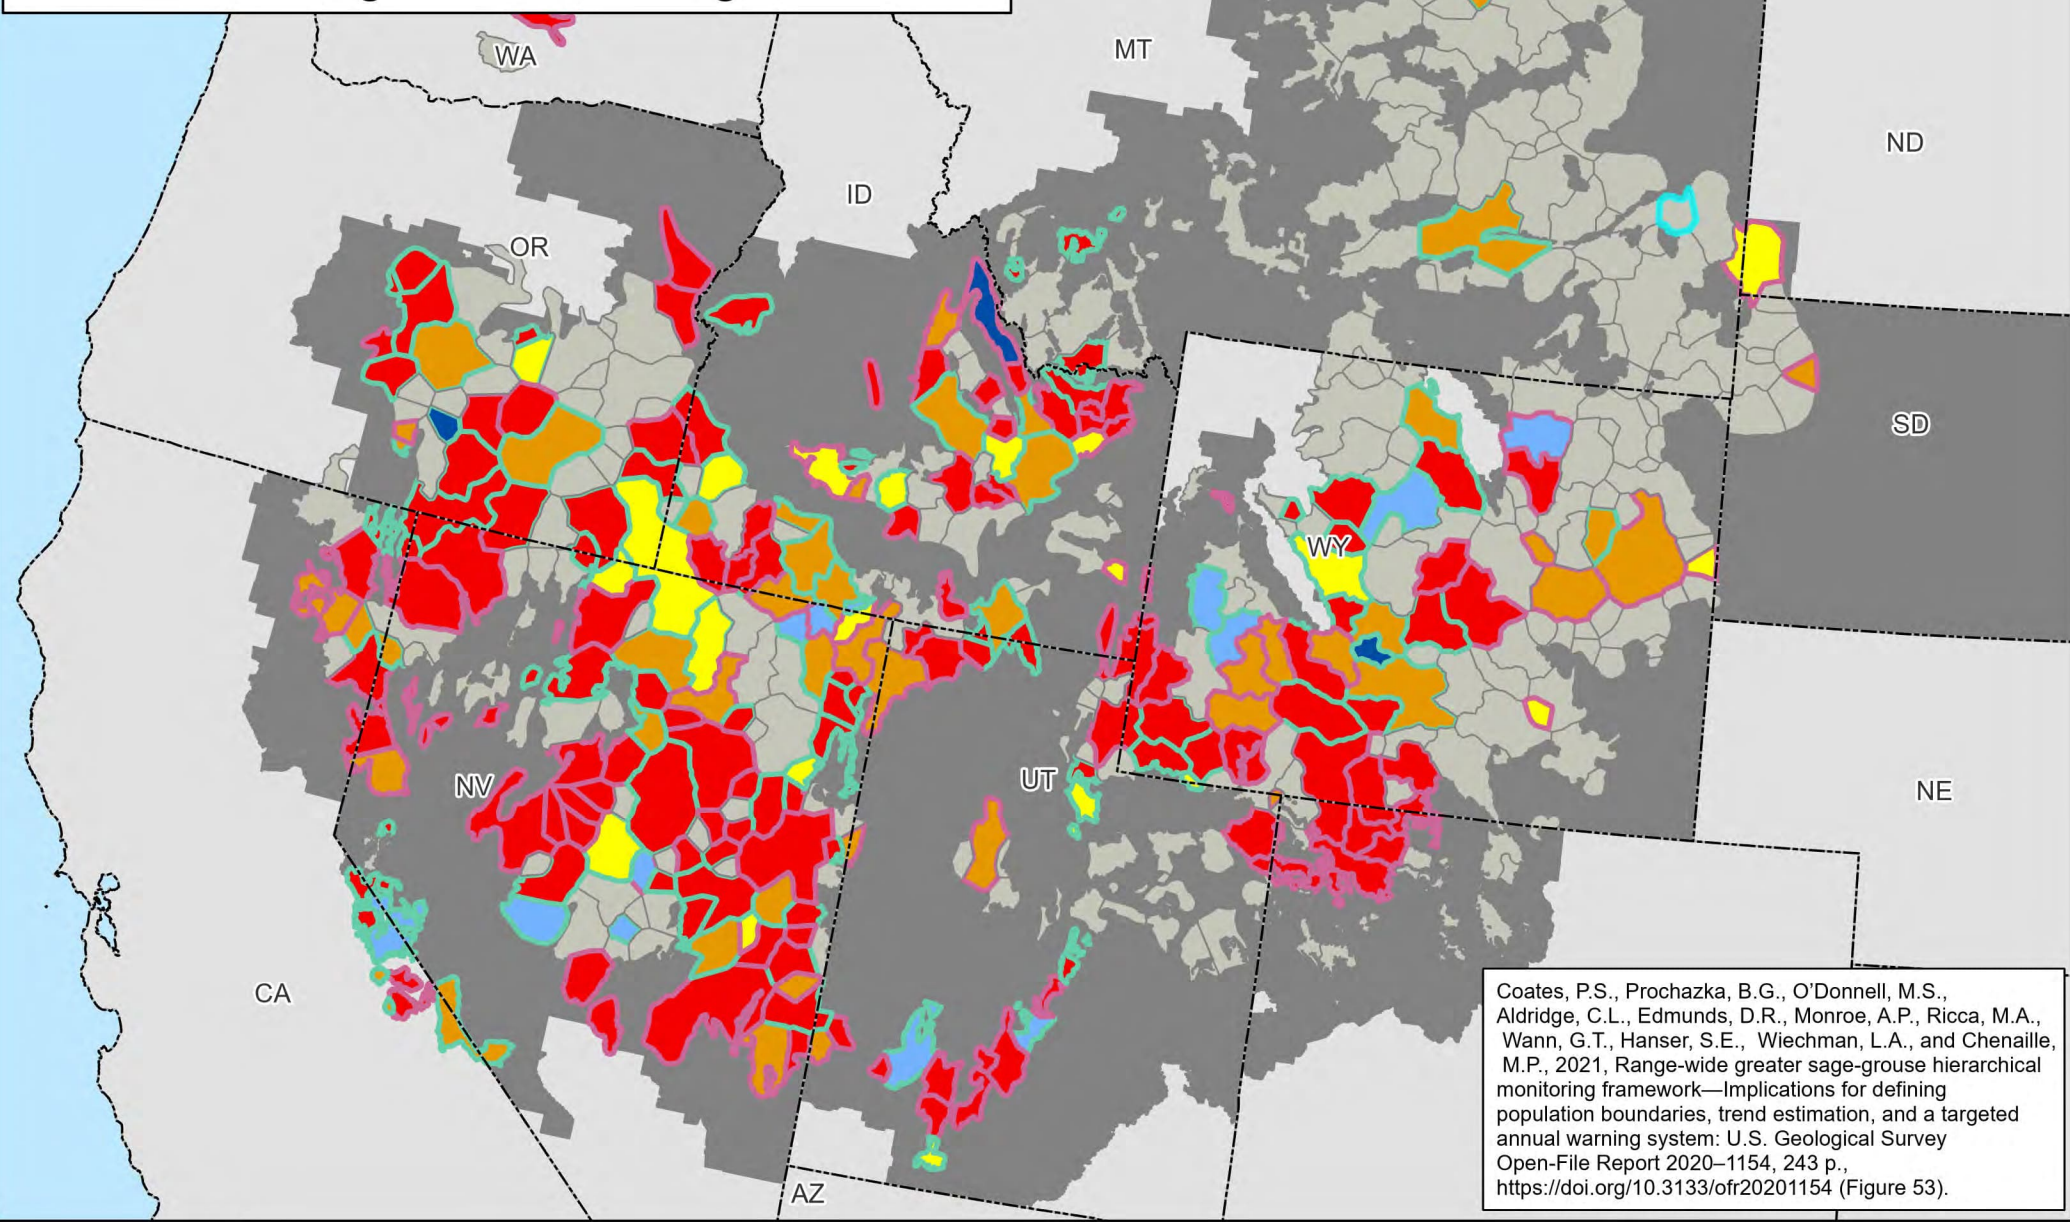 WA
MT
ND
ID
OR
SD
WY
NV
UT
NE
CA
AZ
Coates, P.S., Prochazka, B.G., O'Donnell, M.S.,
Aldridge, C.L., Edmunds, D.R., Monroe, A.P., Ricca, M.A.,
Wann, G.T., Hanser, S.E., Wiechman, L.A., and Chenaille,
M.P., 2021, Range-wide greater sage-grouse hierarchical
monitoring framework—Implications for defining
population boundaries, trend estimation, and a targeted
annual warning system: U.S. Geological Survey
Open-File Report 2020–1154, 243 p.,
https://doi.org/10.3133/ofr20201154 (Figure 53).